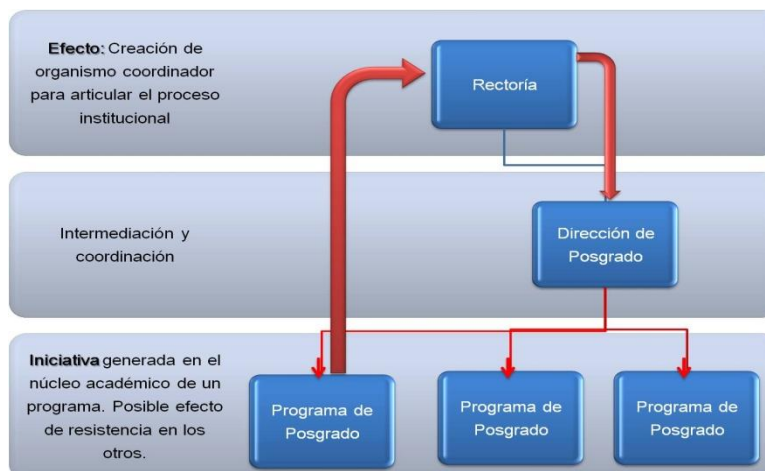 Efecto: Creación de
organismo coordinador
para articular el proceso
institucional
Rectoría
Intermediación y
coordinación
Dirección de
Posgrado
Iniciativa generada en el
núcleo académico de un
programa. Posible efecto
de resistencia en los
otros.
Programa de
Posgrado
Programa de
Posgrado
Programa de
Posgrado